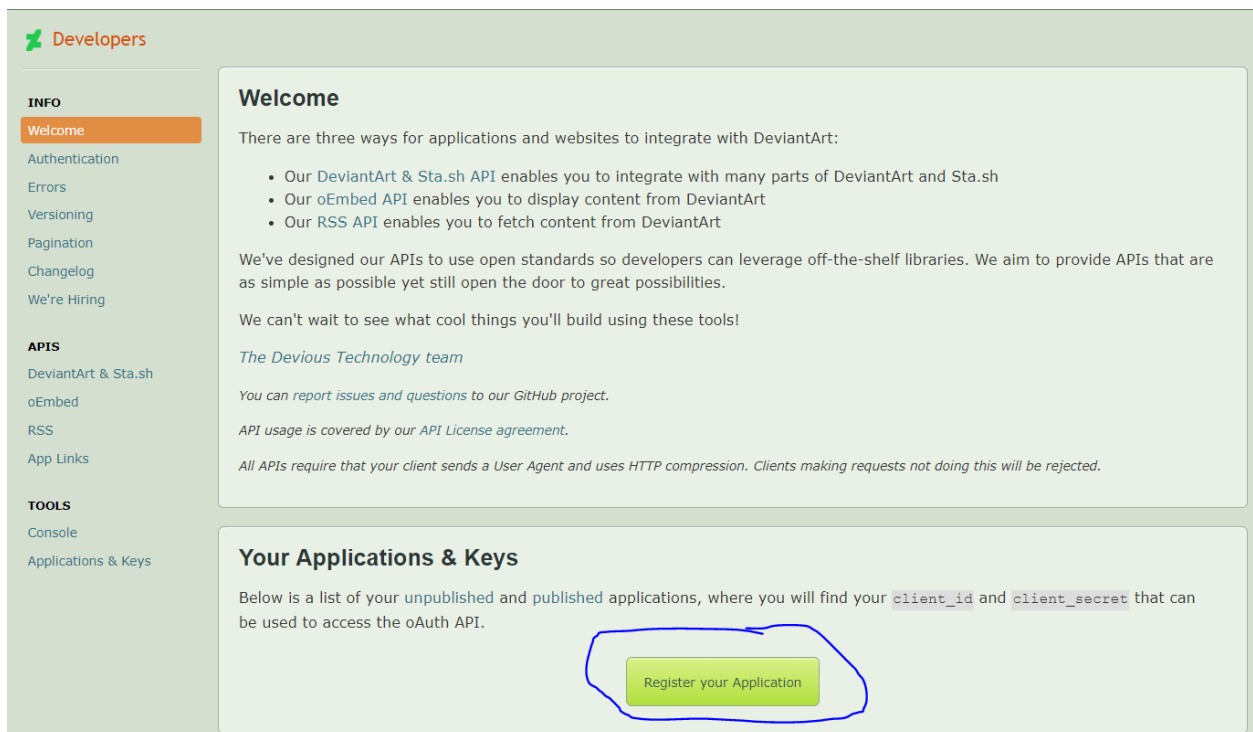 Developers
INFO
Welcome
Authentication
Errors
Versioning
Pagination
Changelog
We're Hiring
APIS
DeviantArt & Sta.sh
oEmbed
RSS
App Links
TOOLS
Console
Applications & Keys
Welcome
There are three ways for applications and websites to integrate with DeviantArt:
• Our DeviantArt & Sta.sh API enables you to integrate with many parts of DeviantArt and Sta.sh
• Our oEmbed API enables you to display content from DeviantArt
• Our RSS API enables you to fetch content from DeviantArt
We've designed our APIs to use open standards so developers can leverage off-the-shelf libraries. We aim to provide APIs that are
as simple as possible yet still open the door to great possibilities.
We can't wait to see what cool things you'll build using these tools!
The Devious Technology team
You can report issues and questions to our GitHub project.
API usage is covered by our API License agreement.
All APIs require that your client sends a User Agent and uses HTTP compression. Clients making requests not doing this will be rejected.
Your Applications & Keys
Below is a list of your unpublished and published applications, where you will find your client_id and client_secret that can
be used to access the oAuth API.
Register your Application